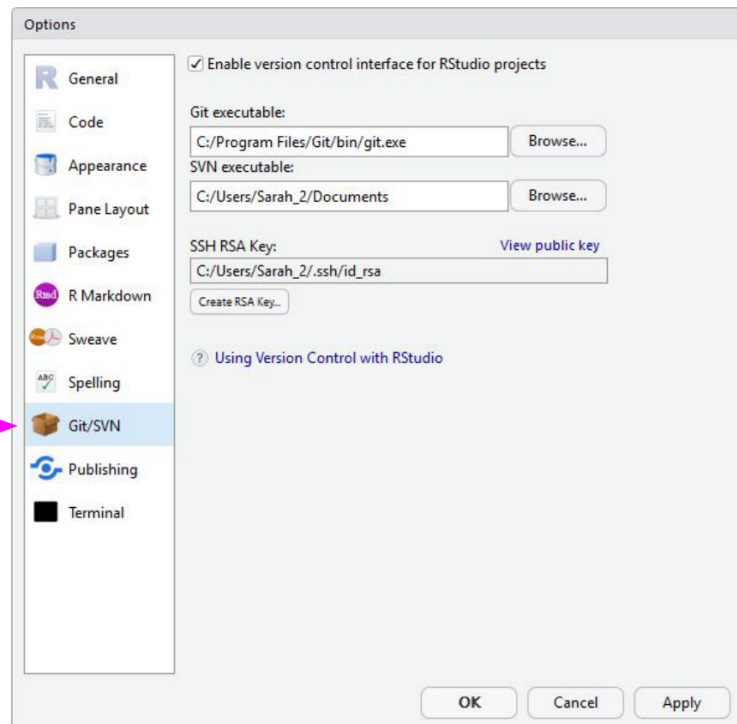 Options
General
Code
Appearance
Pane Layout
Packages
Rmd R Markdown
Sweave
ABC Spelling
Git/SVN
Publishing
Terminal
Enable version control interface for RStudio projects
Git executable:
C:/Program Files/Git/bin/git.exe Browse...
SVN executable:
C:/Users/Sarah_2/Documents Browse...
SSH RSA Key: View public key
C:/Users/Sarah_2/.ssh/id_rsa
Create RSA Key...
? Using Version Control with RStudio
OK Cancel Apply